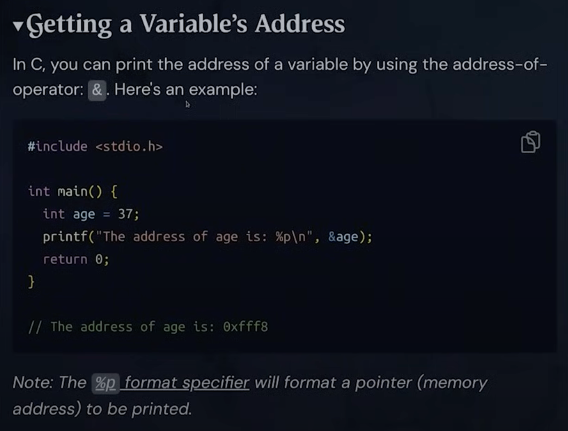 Getting a Variable's Address
In C, you can print the address of a variable by using the address-of-
operator: & . Here's an example:
#include <stdio.h>
int main() {
  int age = 37;
  printf("The address of age is: %p\n", &age);
  return 0;
}
// The address of age is: 0xfff8
Note: The %p format specifier will format a pointer (memory
address) to be printed.